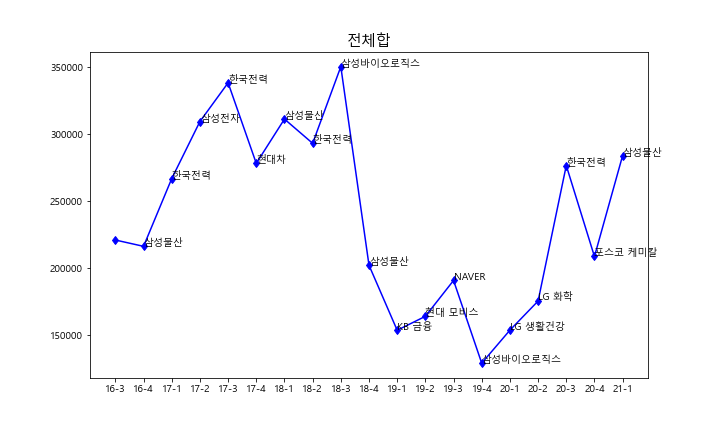 전체합
350000
300000
250000
200000
150000
삼성물산
한국전력
삼성전자
한국전력
현대차
삼성물산
한국전력
삼성바이오로직스
삼성물산
KB 금융
현대 모비스
NAVER
삼성바이오로직스
LG 생활건강
LG 화학
한국전력
포스코 케미칼
삼성물산
16-3 16-4 17-1 17-2 17-3 17-4 18-1 18-2 18-3 18-4 19-1 19-2 19-3 19-4 20-1 20-2 20-3 20-4 21-1